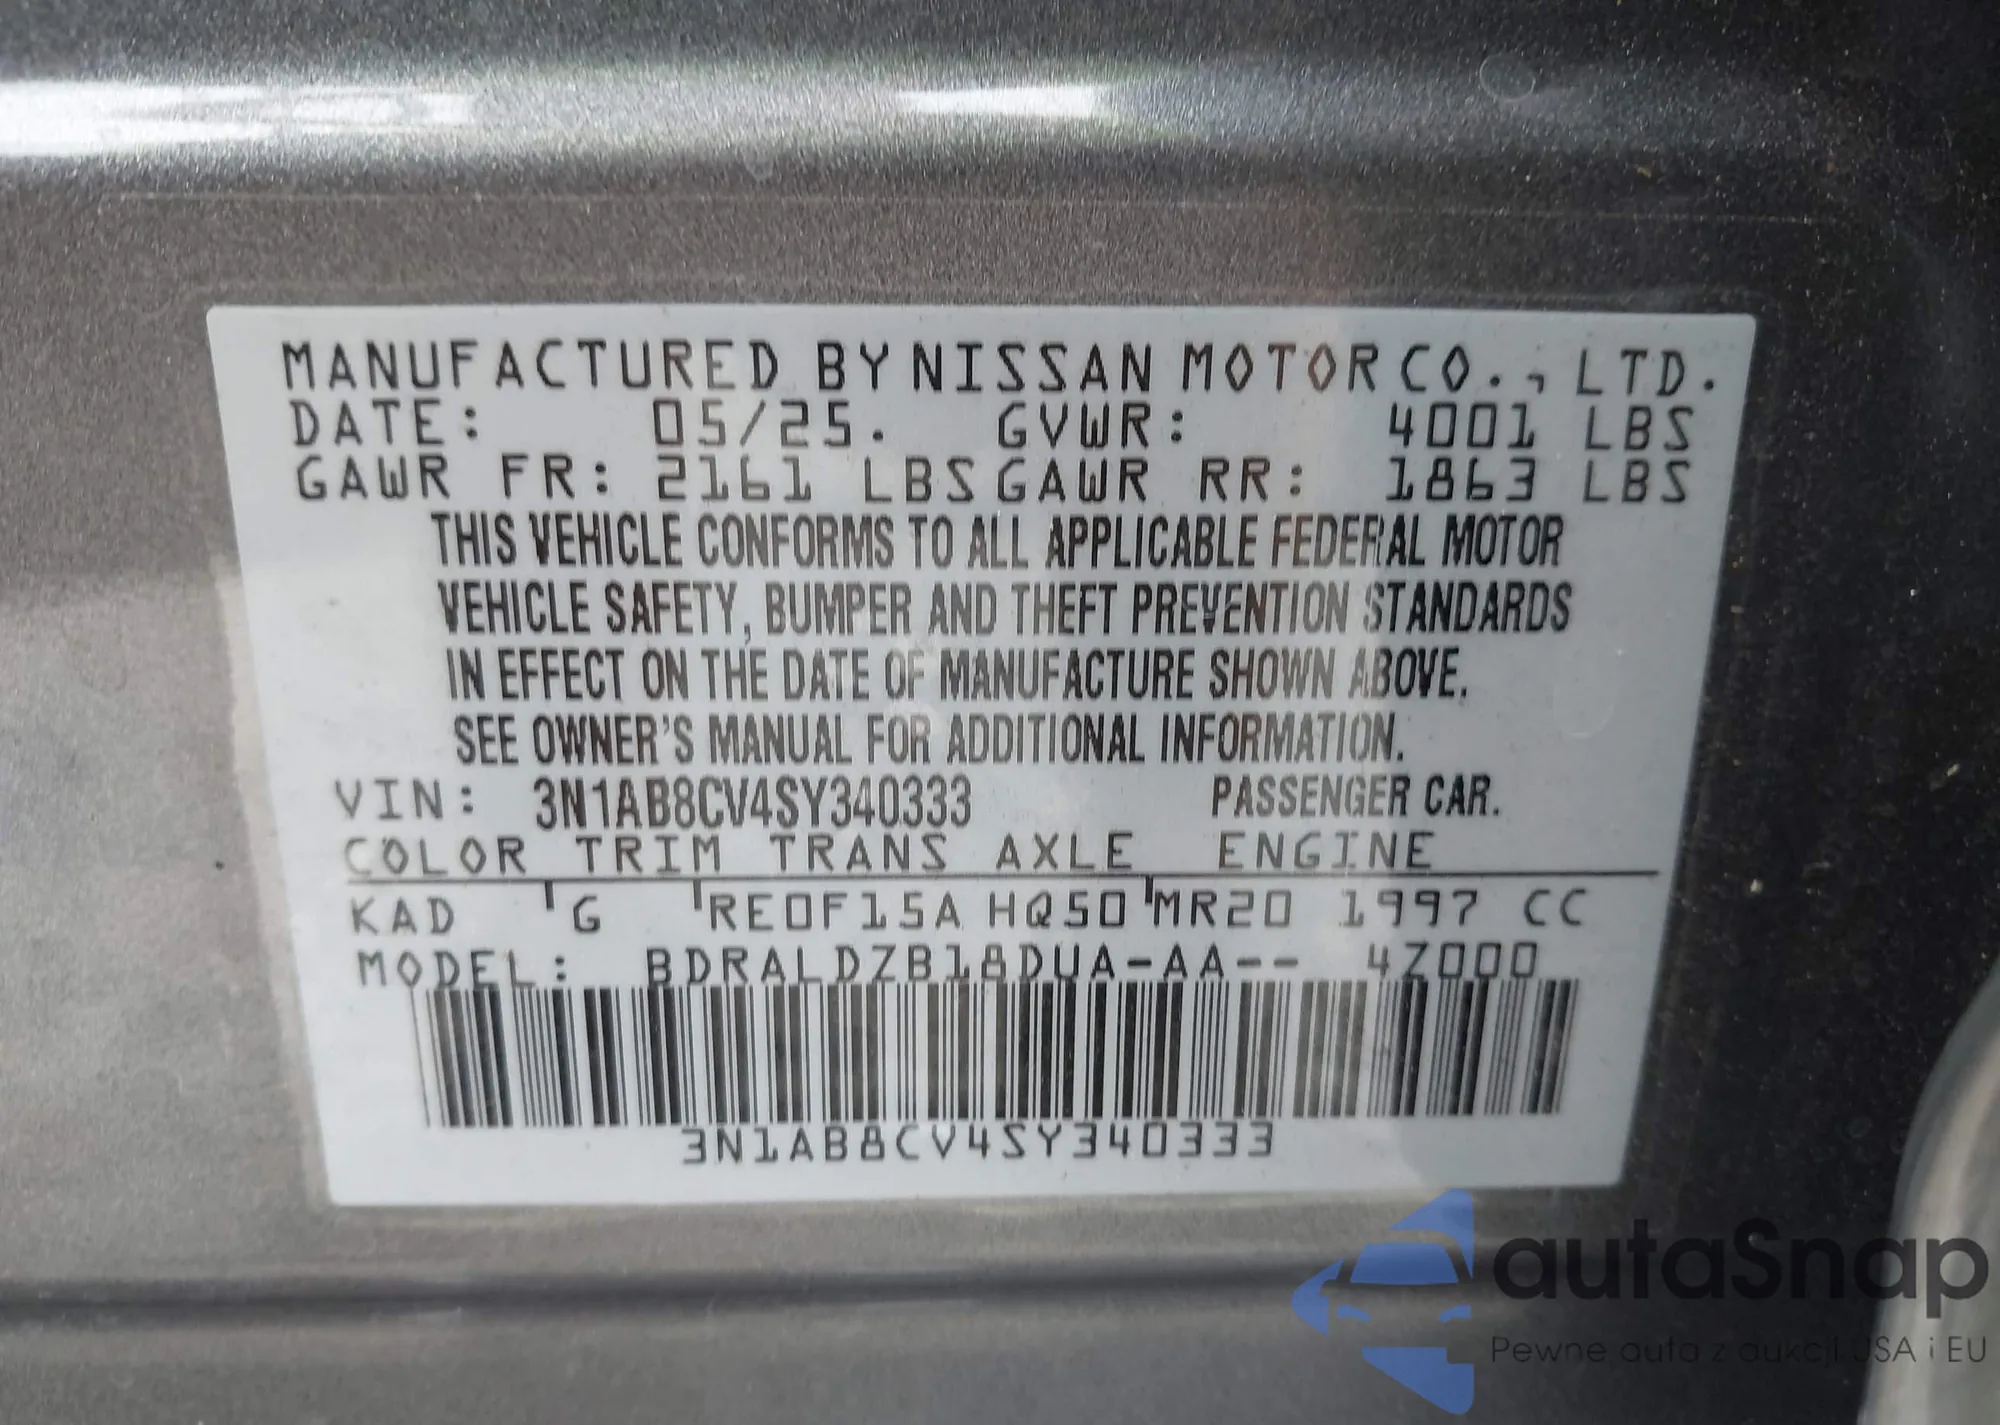 MANUFACTURED BY NISSAN MOTOR CO., LTD.
DATE: 05/25. GVWR: 4001 LBS
GAWR FR: 2161 LBS GAWR RR: 1863 LBS
THIS VEHICLE CONFORMS TO ALL APPLICABLE FEDERAL MOTOR
VEHICLE SAFETY, BUMPER AND THEFT PREVENTION STANDARDS
IN EFFECT ON THE DATE OF MANUFACTURE SHOWN ABOVE.
SEE OWNER'S MANUAL FOR ADDITIONAL INFORMATION.
VIN: 3N1AB8CV4SY340333 PASSENGER CAR.
COLOR TRIM TRANS AXLE ENGINE
KAD G RE0F15A HQ50 MR20 1997 CC
MODEL: BDRALDZB18DUA-AA-- 4Z000
3N1AB8CV4SY340333
autaSnap
Pewne auta z aukcji USA i EU